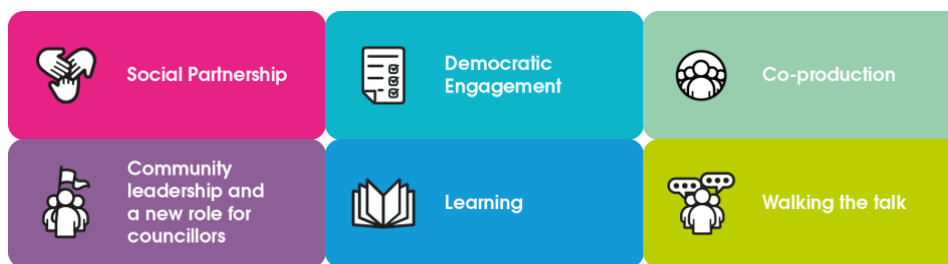 Social Partnership
Democratic
Engagement
Co-production
Community
leadership and
a new role for
councillors
Learning
Walking the talk